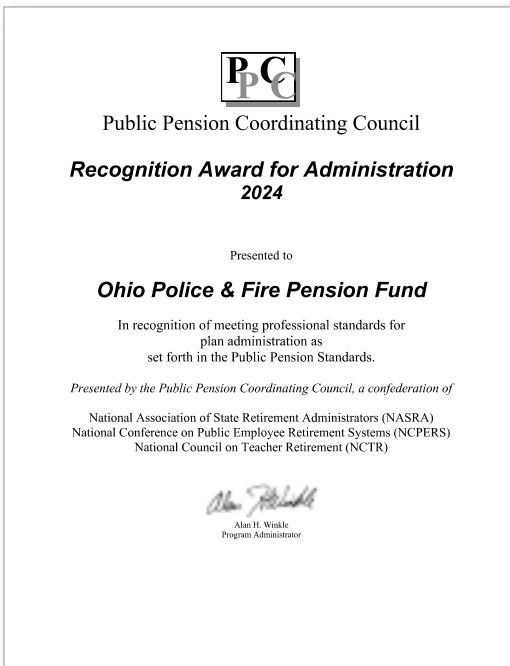 PPCC
Public Pension Coordinating Council
Recognition Award for Administration
2024
Presented to
Ohio Police & Fire Pension Fund
In recognition of meeting professional standards for
plan administration as
set forth in the Public Pension Standards.
Presented by the Public Pension Coordinating Council, a confederation of
National Association of State Retirement Administrators (NASRA)
National Conference on Public Employee Retirement Systems (NCPERS)
National Council on Teacher Retirement (NCTR)
Alan H. Winkle
Alan H. Winkle
Program Administrator